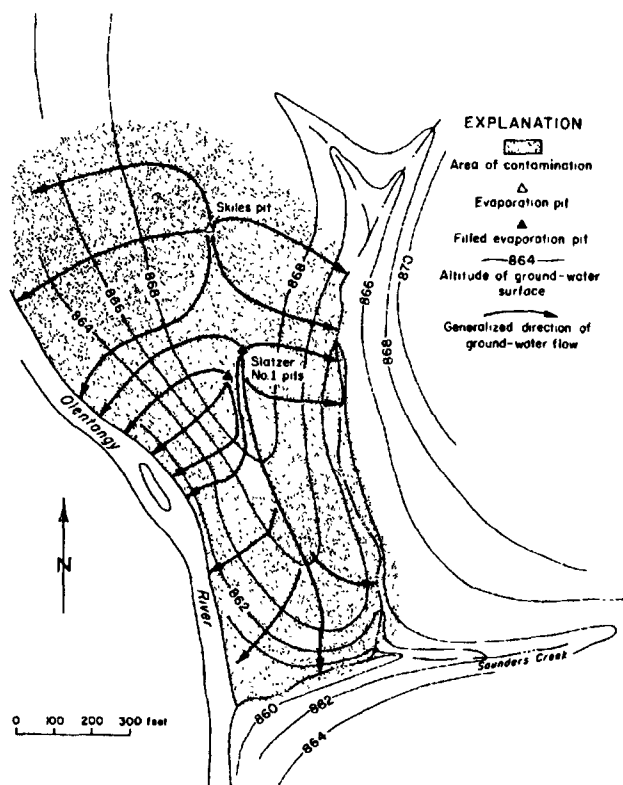 EXPLANATION
Area of contamination
Evaporation pit
Filled evaporation pit
864
Altitude of ground-water
surface
Generalized direction of
ground-water flow
Skiles pit
Slatzer
No. 1 pits
864
866
868
868
866
870
868
Olentangy
River
N
862
860
862
864
Saunders Creek
0 100 200 300 feet